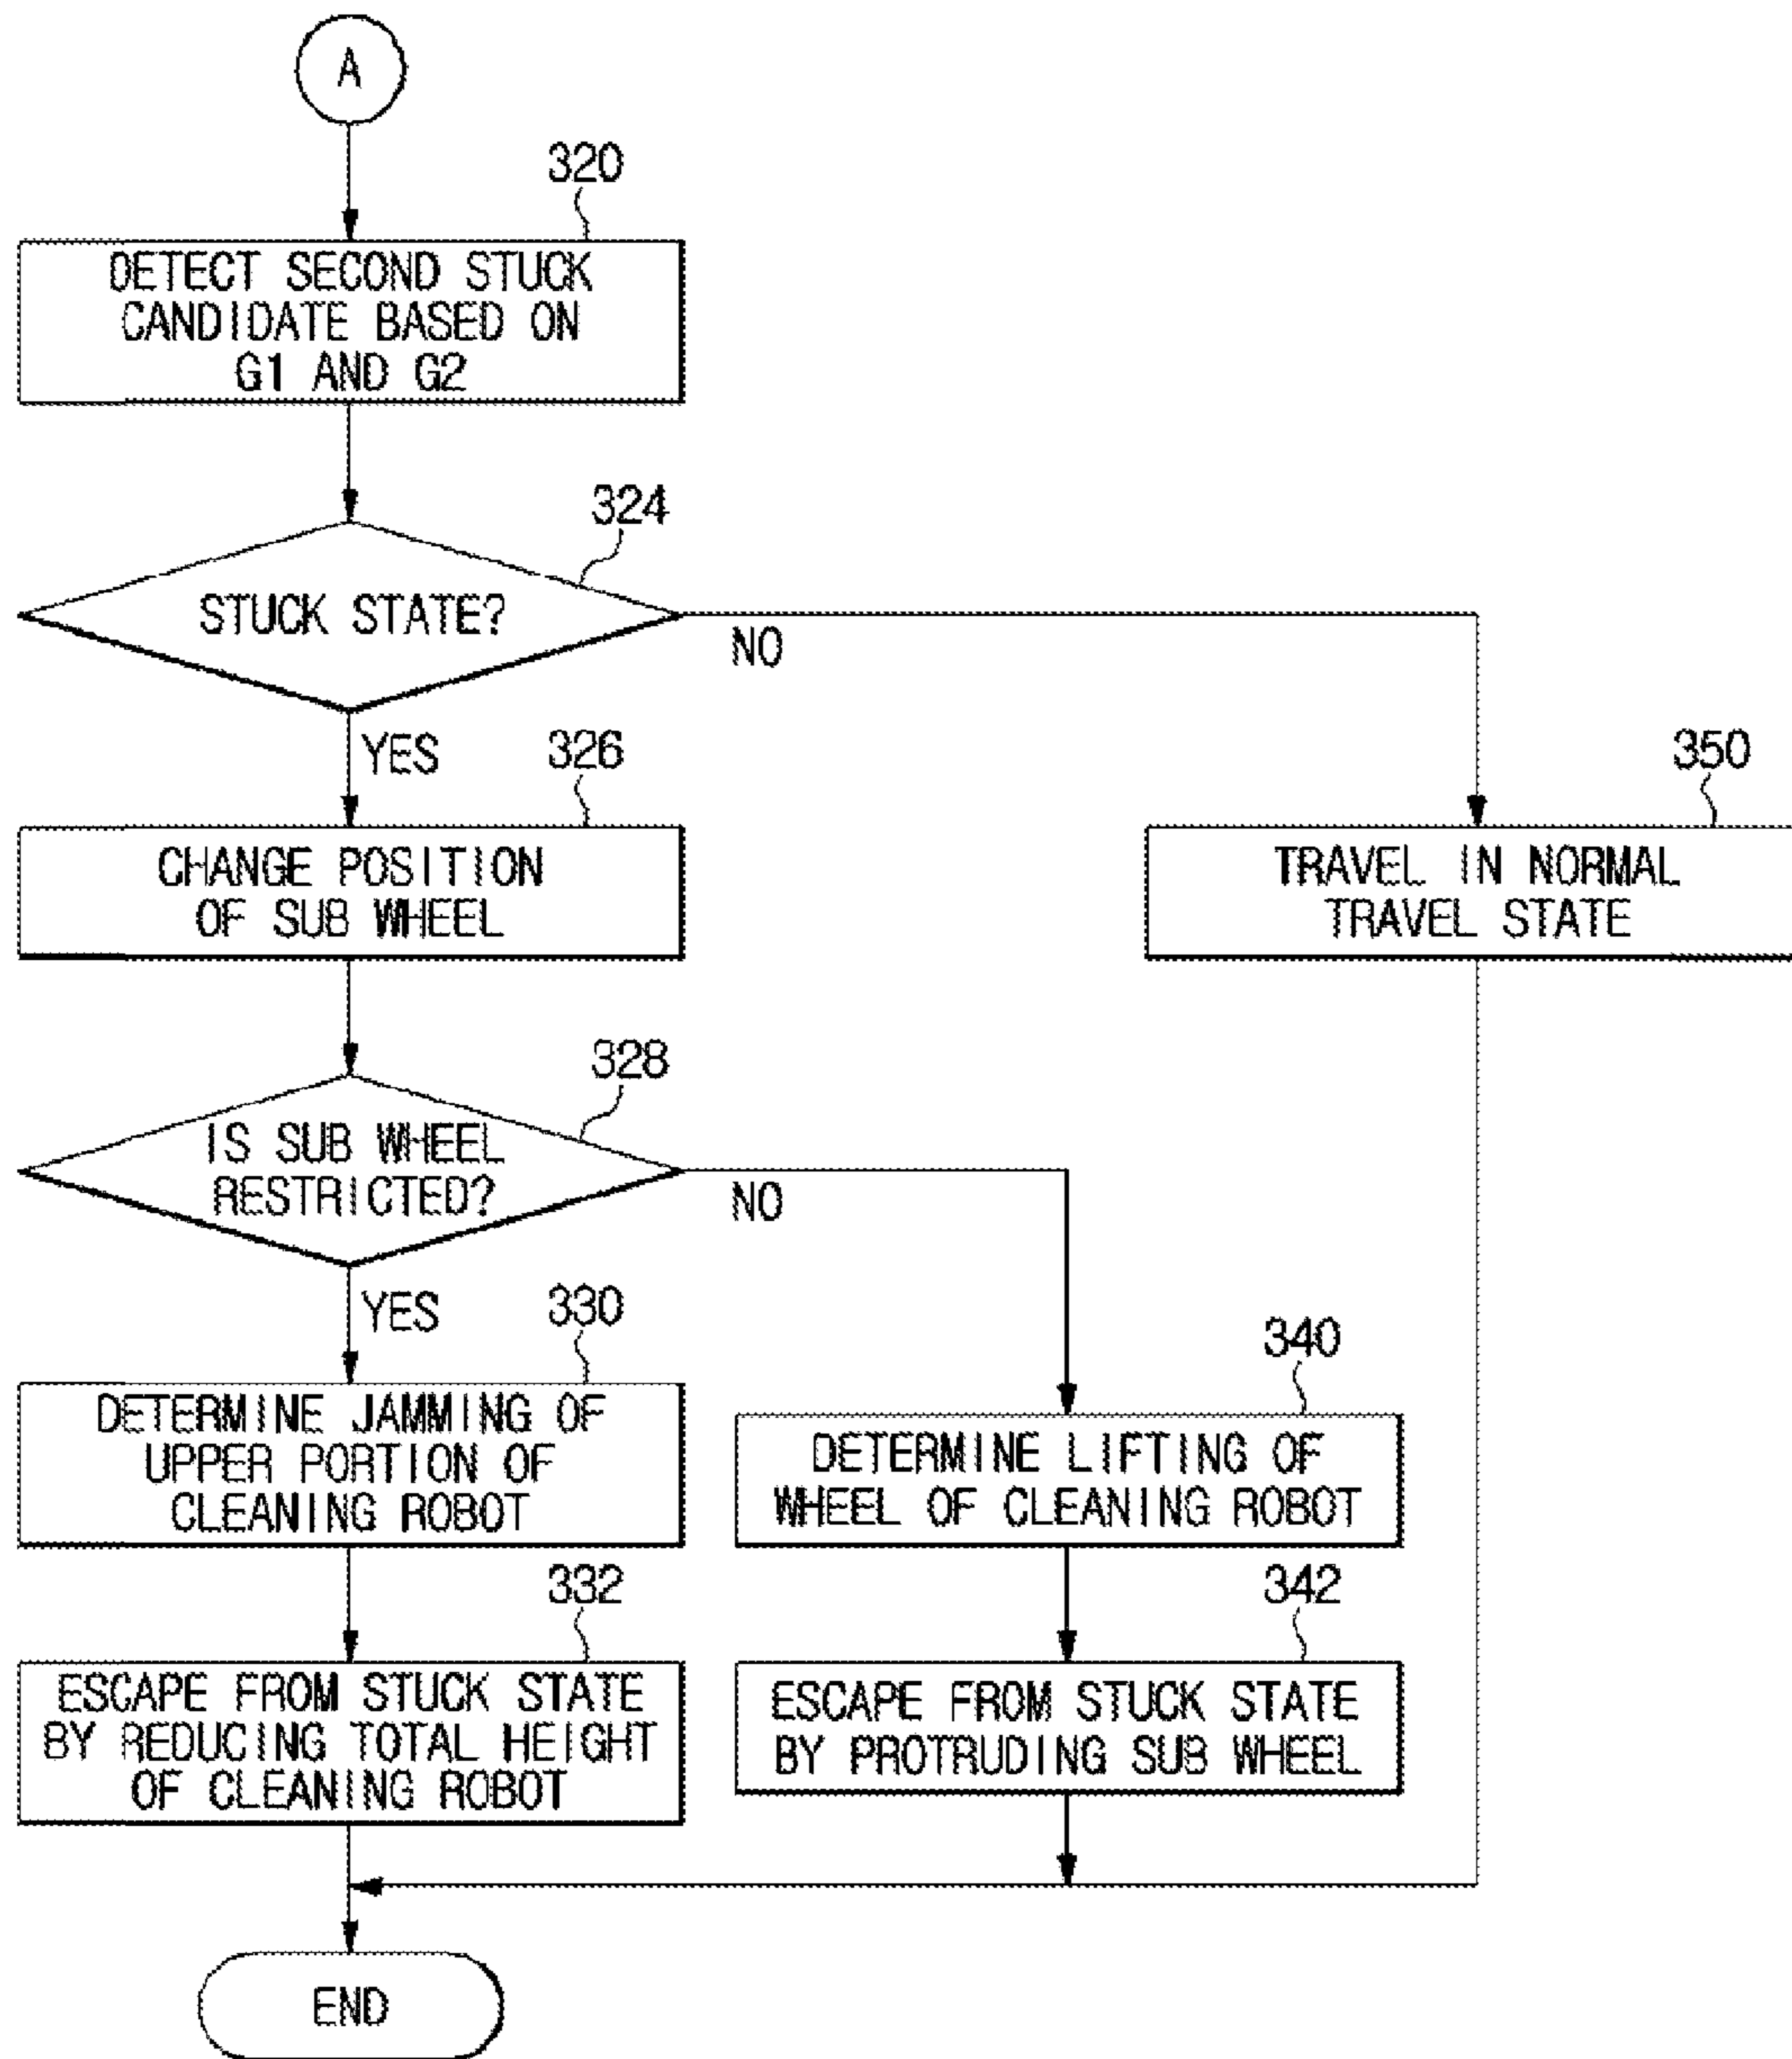 A
320
DETECT SECOND STUCK
CANDIDATE BASED ON
G1 AND G2
324
STUCK STATE?
NO
YES
326
CHANGE POSITION
OF SUB WHEEL
350
TRAVEL IN NORMAL
TRAVEL STATE
328
IS SUB WHEEL
RESTRICTED?
NO
YES
330
DETERMINE JAMMING OF
UPPER PORTION OF
CLEANING ROBOT
340
DETERMINE LIFTING OF
WHEEL OF CLEANING ROBOT
332
ESCAPE FROM STUCK STATE
BY REDUCING TOTAL HEIGHT
OF CLEANING ROBOT
342
ESCAPE FROM STUCK STATE
BY PROTRUDING SUB WHEEL
END